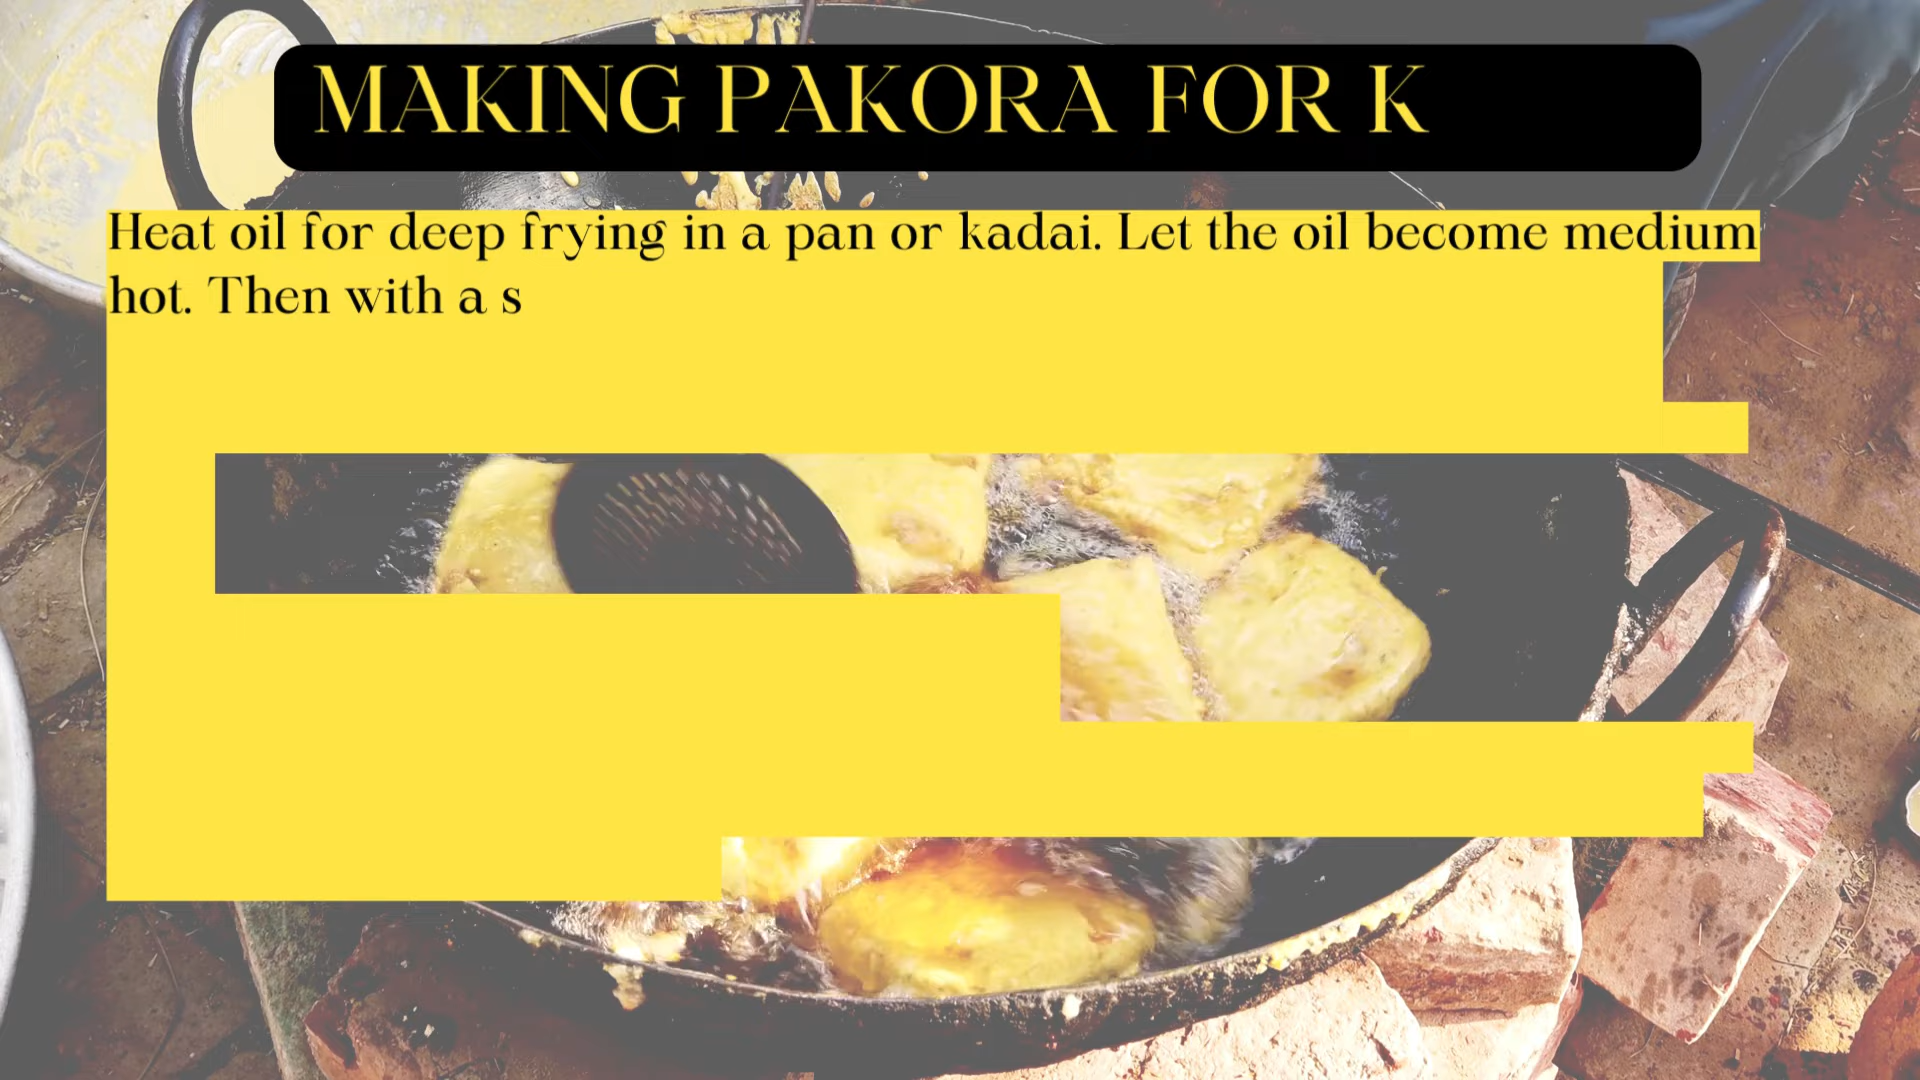 MAKING PAKORA FOR K
Heat oil for deep frying in a pan or kadai. Let the oil become medium
hot. Then with a s